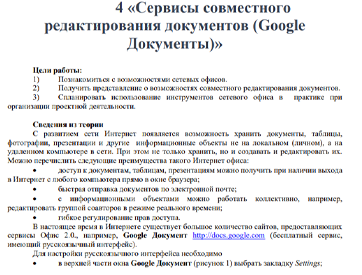 4 «Сервисы совместного
редактирования документов (Google
Документы)»
Цели работы:
1) Познакомиться с возможностями сетевых офисов.
2) Получить представление о возможностях совместного редактирования документов.
3) Спланировать использование инструментов сетевого офиса в практике при
организации проектной деятельности.
Сведения из теории
С развитием сети Интернет появляется возможность хранить документы, таблицы,
фотографии, презентации и другие информационные объекты не на локальном (личном), а на
удаленном компьютере в сети. При этом не только хранить, но и создавать и редактировать их.
Можно перечислить следующие преимущества такого Интернет офиса:
• доступ к документам, таблицам, презентациям можно получить при наличии выхода
в Интернет с любого компьютера прямо в окне браузера;
• быстрая отправка документов по электронной почте;
• с информационными объектами можно работать коллективно, например,
редактировать группой соавторов в режиме реального времени;
• гибкое регулирование прав доступа.
В настоящее время в Интернете существует большое количество сайтов, предоставляющих
сервисы Офис 2.0., например, Google Документ http://docs.google.com (бесплатный сервис,
имеющий русскоязычный интерфейс).
Для настройки русскоязычного интерфейса необходимо
• в верхней части окна Google Документ (рисунок 1) выбрать закладку Settings;